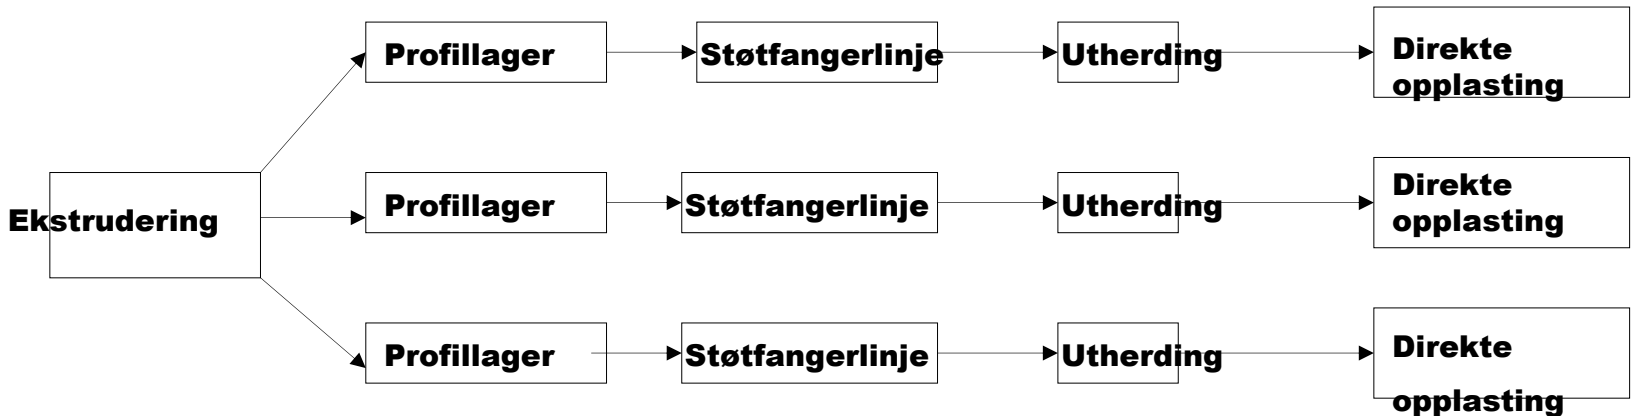 Profillager
Støtfangerlinje
Utherding
Direkte
opplasting
Ekstrudering
Profillager
Støtfangerlinje
Utherding
Direkte
opplasting
Profillager
Støtfangerlinje
Utherding
Direkte
opplasting